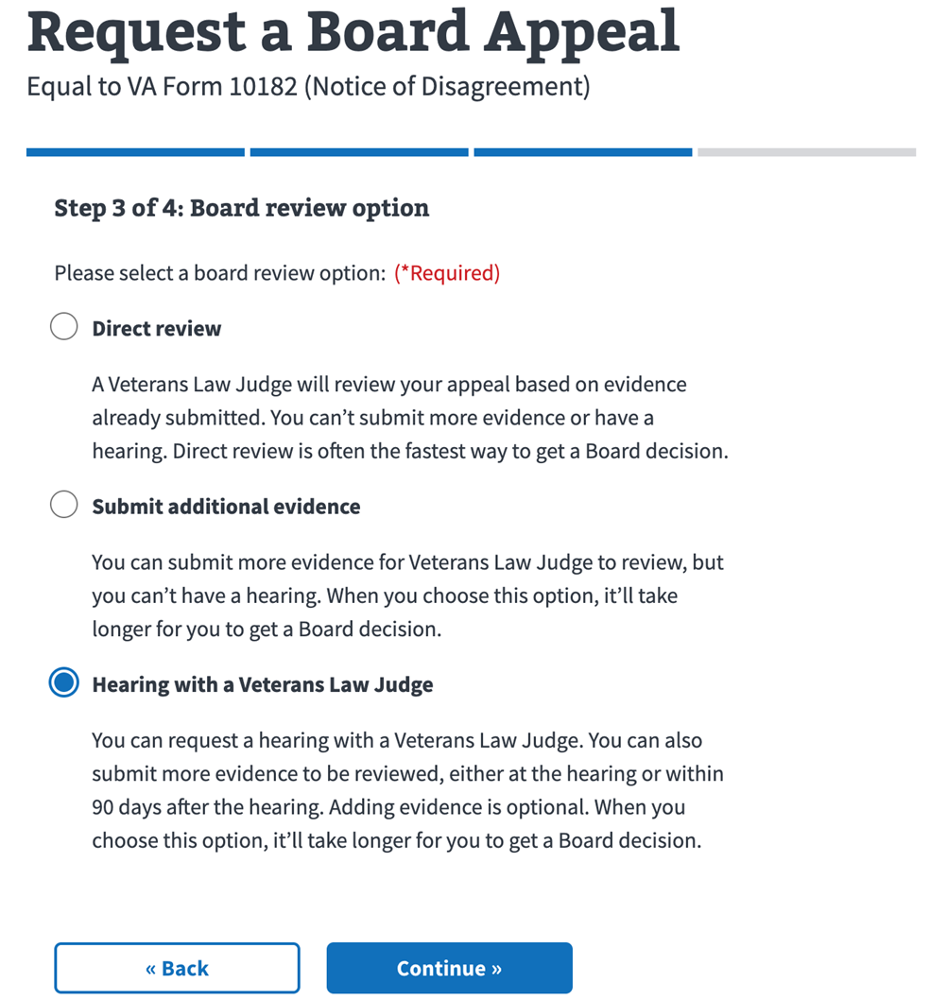 Request a Board Appeal
Equal to VA Form 10182 (Notice of Disagreement)
Step 3 of 4: Board review option
Please select a board review option: (*Required)
Direct review
A Veterans Law Judge will review your appeal based on evidence
already submitted. You can’t submit more evidence or have a
hearing. Direct review is often the fastest way to get a Board decision.
Submit additional evidence
You can submit more evidence for Veterans Law Judge to review, but
you can’t have a hearing. When you choose this option, it’ll take
longer for you to get a Board decision.
Hearing with a Veterans Law Judge
You can request a hearing with a Veterans Law Judge. You can also
submit more evidence to be reviewed, either at the hearing or within
90 days after the hearing. Adding evidence is optional. When you
choose this option, it’ll take longer for you to get a Board decision.
« Back
Continue »